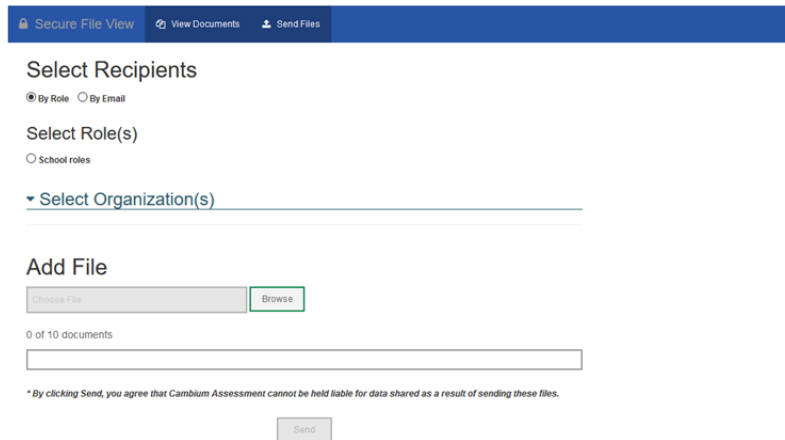 Secure File View View Documents Send Files
Select Recipients
By Role By Email
Select Role(s)
School roles
Select Organization(s)
Add File
Choose File Browse
0 of 10 documents
* By clicking Send, you agree that Cambium Assessment cannot be held liable for data shared as a result of sending these files.
Send